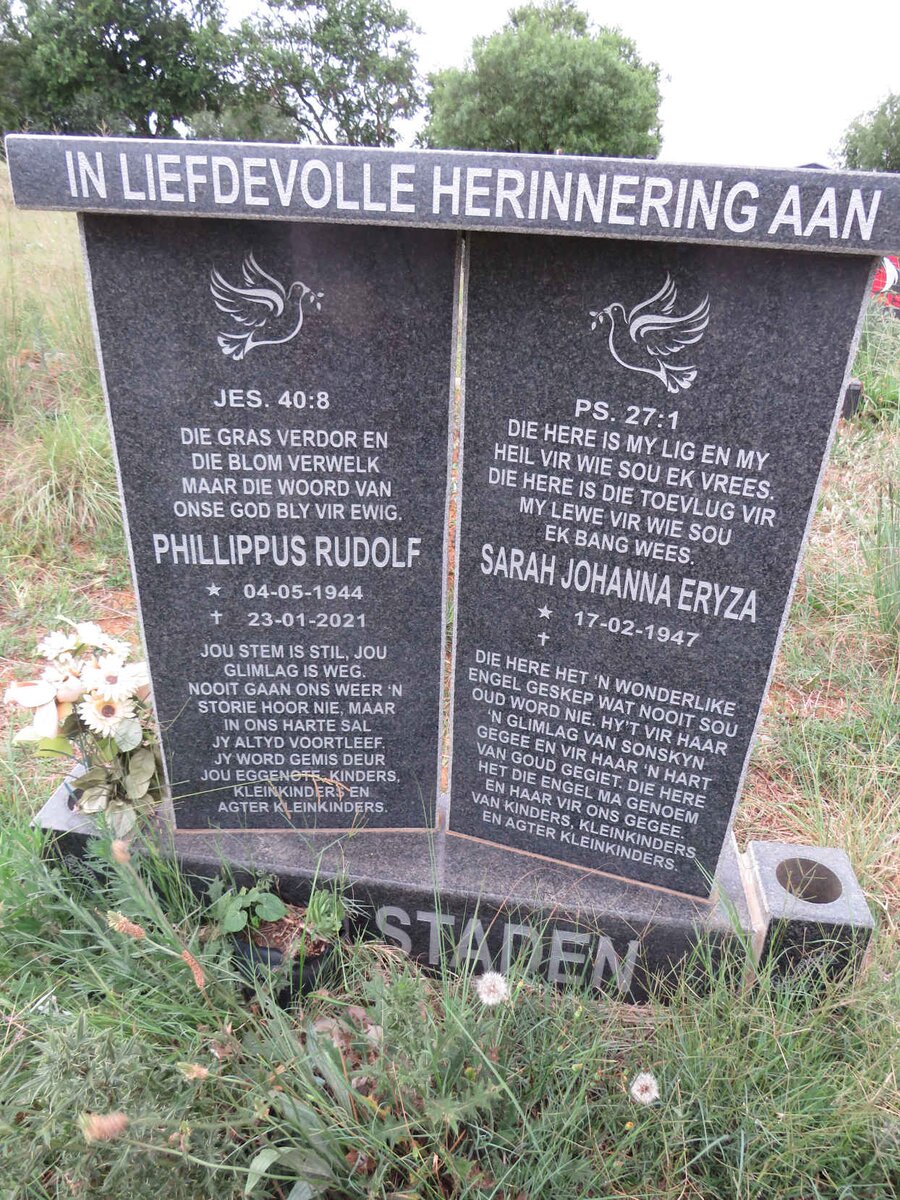 IN LIEFDEVOLLE HERINNERING AAN
JES. 40:8
DIE GRAS VERDOR EN
DIE BLOM VERWELK
MAAR DIE WOORD VAN
ONSE GOD BLY VIR EWIG.
PHILLIPPUS RUDOLF
★ 04-05-1944
✝ 23-01-2021
JOU STEM IS STIL, JOU
GLIMLAG IS WEG.
NOOIT GAAN ONS WEER 'N
STORIE HOOR NIE, MAAR
IN ONS HARTE SAL
JY ALTYD VOORTLEEF.
JY WORD GEMIS DEUR
JOU EGGENOTE, KINDERS,
KLEINKINDERS EN
AGTER KLEINKINDERS.
PS. 27:1
DIE HERE IS MY LIG EN MY
HEIL VIR WIE SOU EK VREES.
DIE HERE IS DIE TOEVLUG VIR
MY LEWE VIR WIE SOU
EK BANG WEES.
SARAH JOHANNA ERYZA
★ 17-02-1947
✝
DIE HERE HET 'N WONDERLIKE
ENGEL GESKEP WAT NOOIT SOU
OUD WORD NIE. HY'T VIR HAAR
'N GLIMLAG VAN SONSKYN
GEGEE EN VIR HAAR 'N HART
VAN GOUD GEGIET. DIE HERE
HET DIE ENGEL MA GENOEM
EN HAAR VIR ONS GEGEE.
VAN KINDERS, KLEINKINDERS
EN AGTER KLEINKINDERS.
STADEN